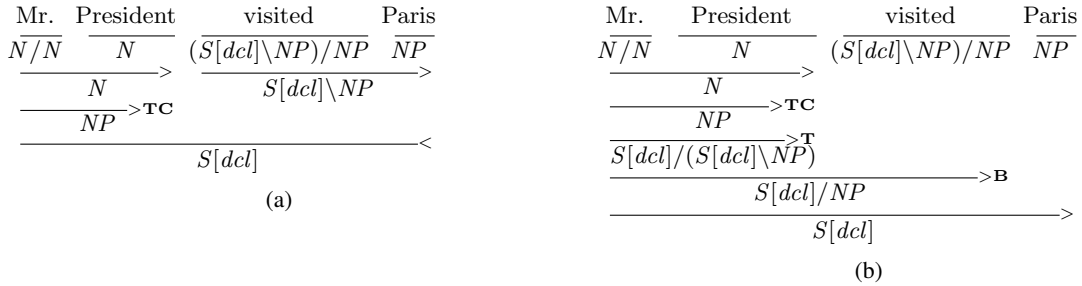 Mr. President visited Paris
N/N N (S[dcl]\NP)/NP NP
> >
N S[dcl]\NP
>TC
NP
<
S[dcl]
(a)
Mr. President visited Paris
N/N N (S[dcl]\NP)/NP NP
>
N
>TC
NP
>T
S[dcl]/(S[dcl]\NP)
>B
S[dcl]/NP
>
S[dcl]
(b)